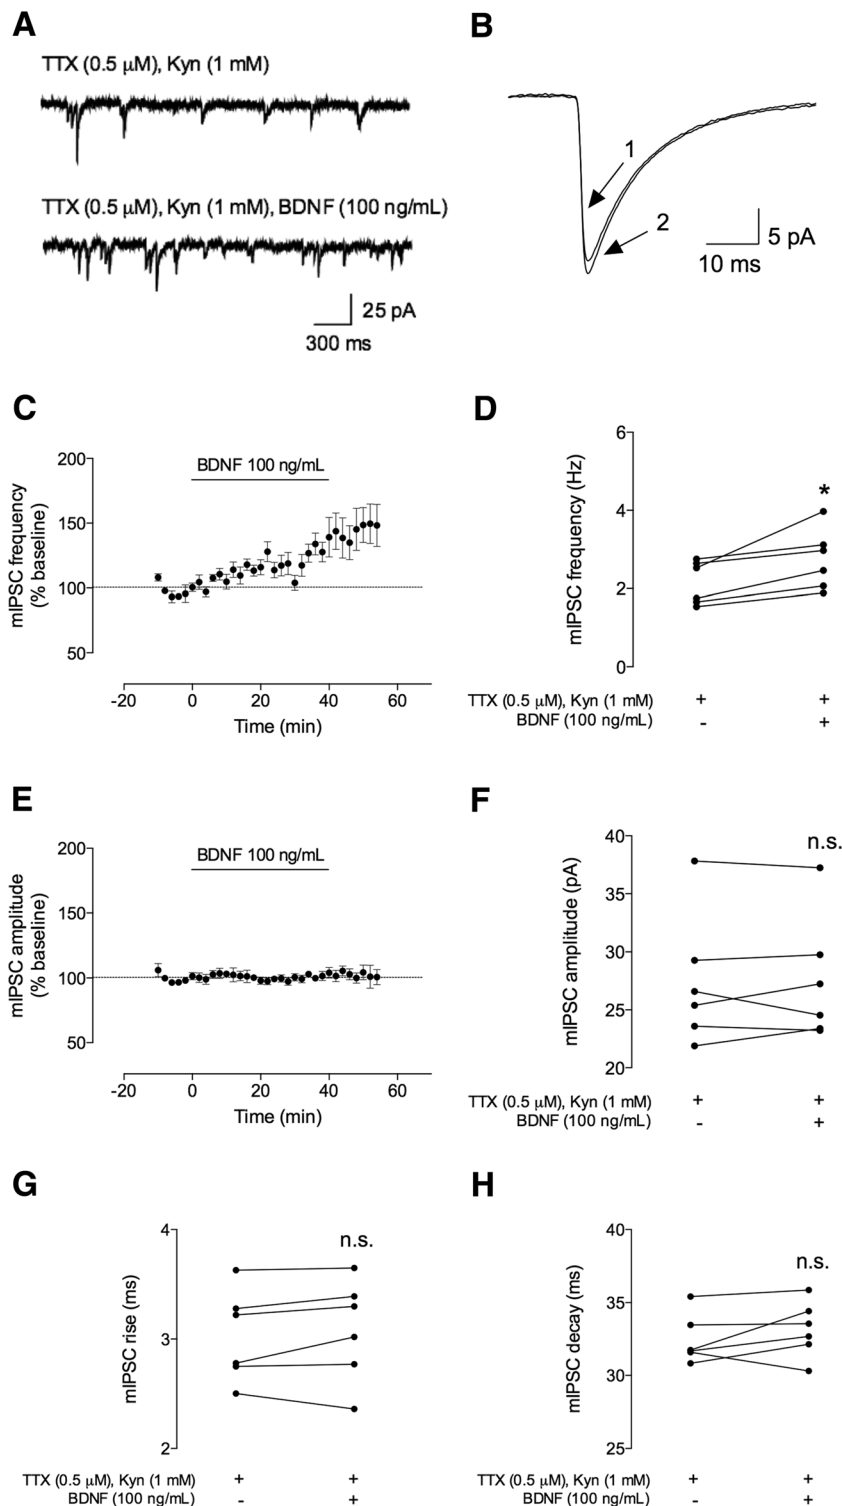 A
TTX (0.5 μM), Kyn (1 mM)
TTX (0.5 μM), Kyn (1 mM), BDNF (100 ng/mL)
25 pA
300 ms
B
1
2
5 pA
10 ms
C
mIPSC frequency
(% baseline)
200
150
100
50
BDNF 100 ng/mL
-20 0 20 40 60
Time (min)
D
mIPSC frequency (Hz)
6
4
2
0
*
TTX (0.5 μM), Kyn (1 mM) + +
BDNF (100 ng/mL) - +
E
mIPSC amplitude
(% baseline)
200
150
100
50
BDNF 100 ng/mL
-20 0 20 40 60
Time (min)
F
mIPSC amplitude (pA)
40
35
30
25
20
n.s.
TTX (0.5 μM), Kyn (1 mM) + +
BDNF (100 ng/mL) - +
G
mIPSC rise (ms)
4
3
2
n.s.
TTX (0.5 μM), Kyn (1 mM) + +
BDNF (100 ng/mL) - +
H
mIPSC decay (ms)
40
35
30
25
n.s.
TTX (0.5 μM), Kyn (1 mM) + +
BDNF (100 ng/mL) - +